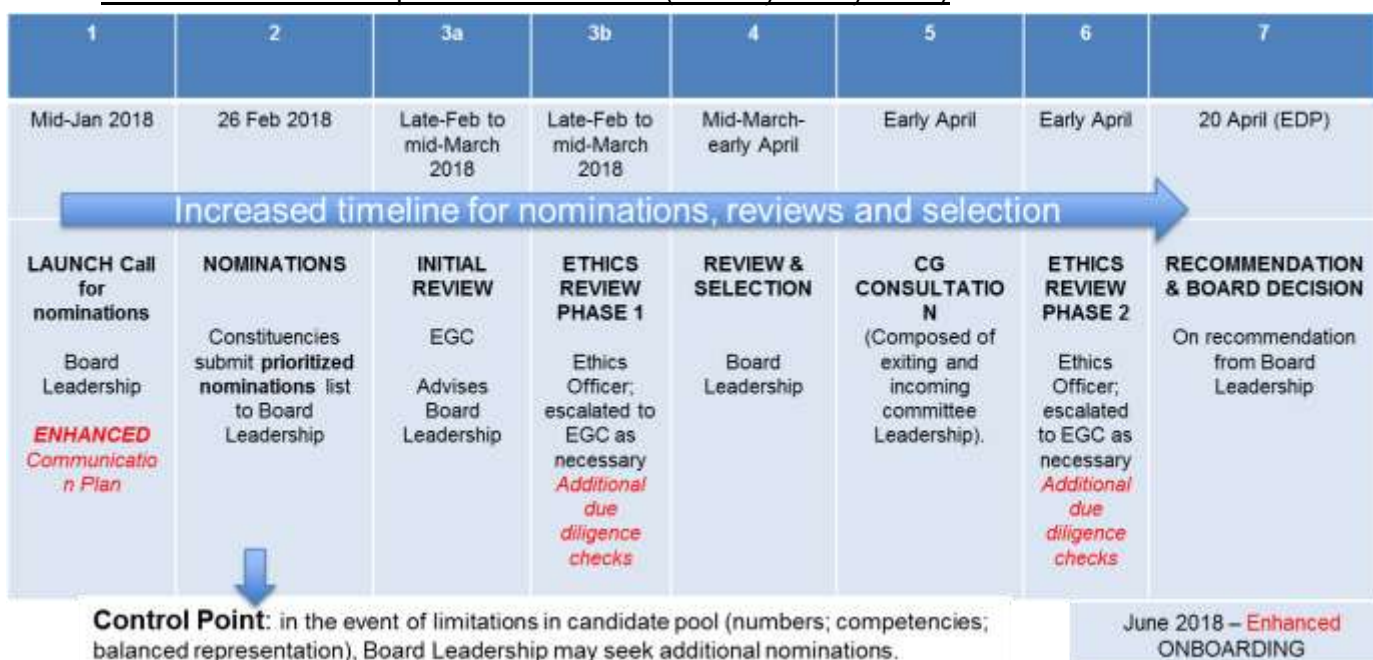 1
2
3a
3b
4
5
6
7
Mid-Jan 2018
26 Feb 2018
Late-Feb to
mid-March
2018
Late-Feb to
mid-March
2018
Mid-March-
early April
Early April
Early April
20 April (EDP)
Increased timeline for nominations, reviews and selection
LAUNCH Call
for
nominations
Board
Leadership
ENHANCED
Communicatio
n Plan
NOMINATIONS
Constituencies
submit prioritized
nominations list
to Board
Leadership
INITIAL
REVIEW
EGC
Advises
Board
Leadership
ETHICS
REVIEW
PHASE 1
Ethics
Officer;
escalated to
EGC as
necessary
Additional
due
diligence
checks
REVIEW &
SELECTION
Board
Leadership
CG
CONSULTATIO
N
(Composed of
exiting and
incoming
committee
Leadership).
ETHICS
REVIEW
PHASE 2
Ethics
Officer;
escalated
to EGC as
necessary
Additional
due
diligence
checks
RECOMMENDATION
& BOARD DECISION
On recommendation
from Board
Leadership
Control Point: in the event of limitations in candidate pool (numbers; competencies;
balanced representation), Board Leadership may seek additional nominations.
June 2018 – Enhanced
ONBOARDING